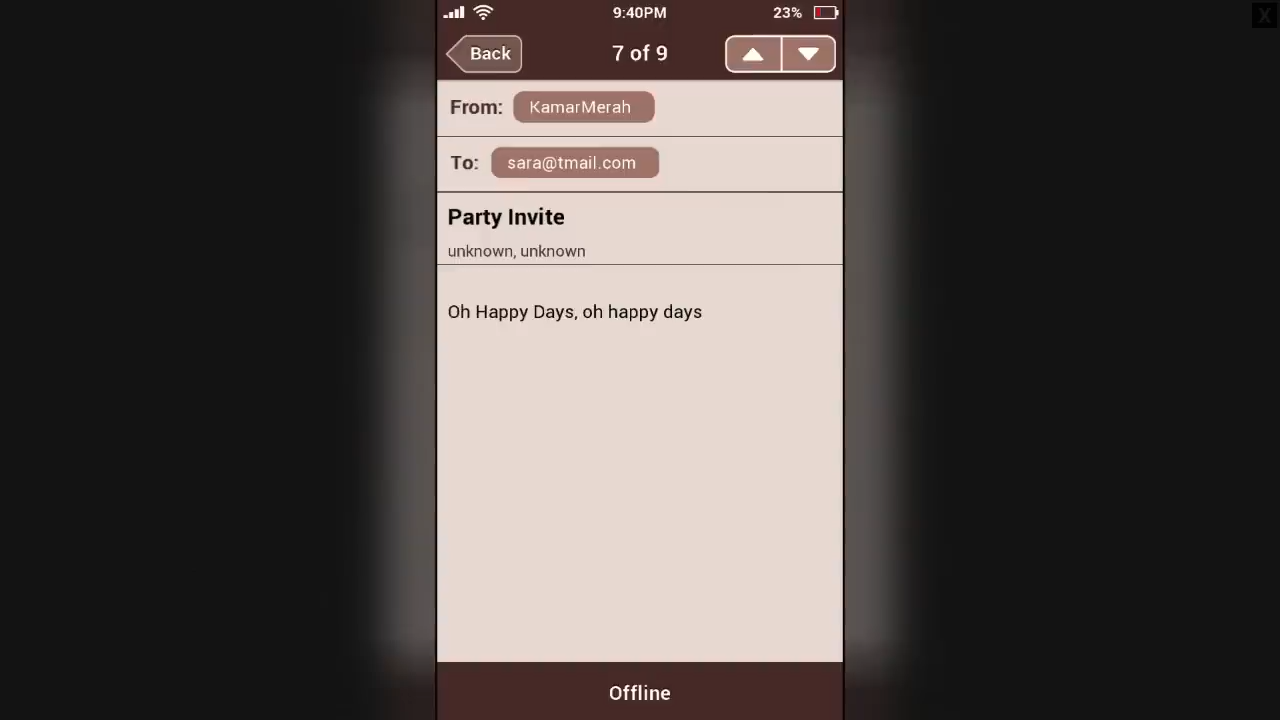 9:40PM
23%
X
Back
7 of 9
From: KamarMerah
To: sara@tmail.com
Party Invite
unknown, unknown
Oh Happy Days, oh happy days
Offline